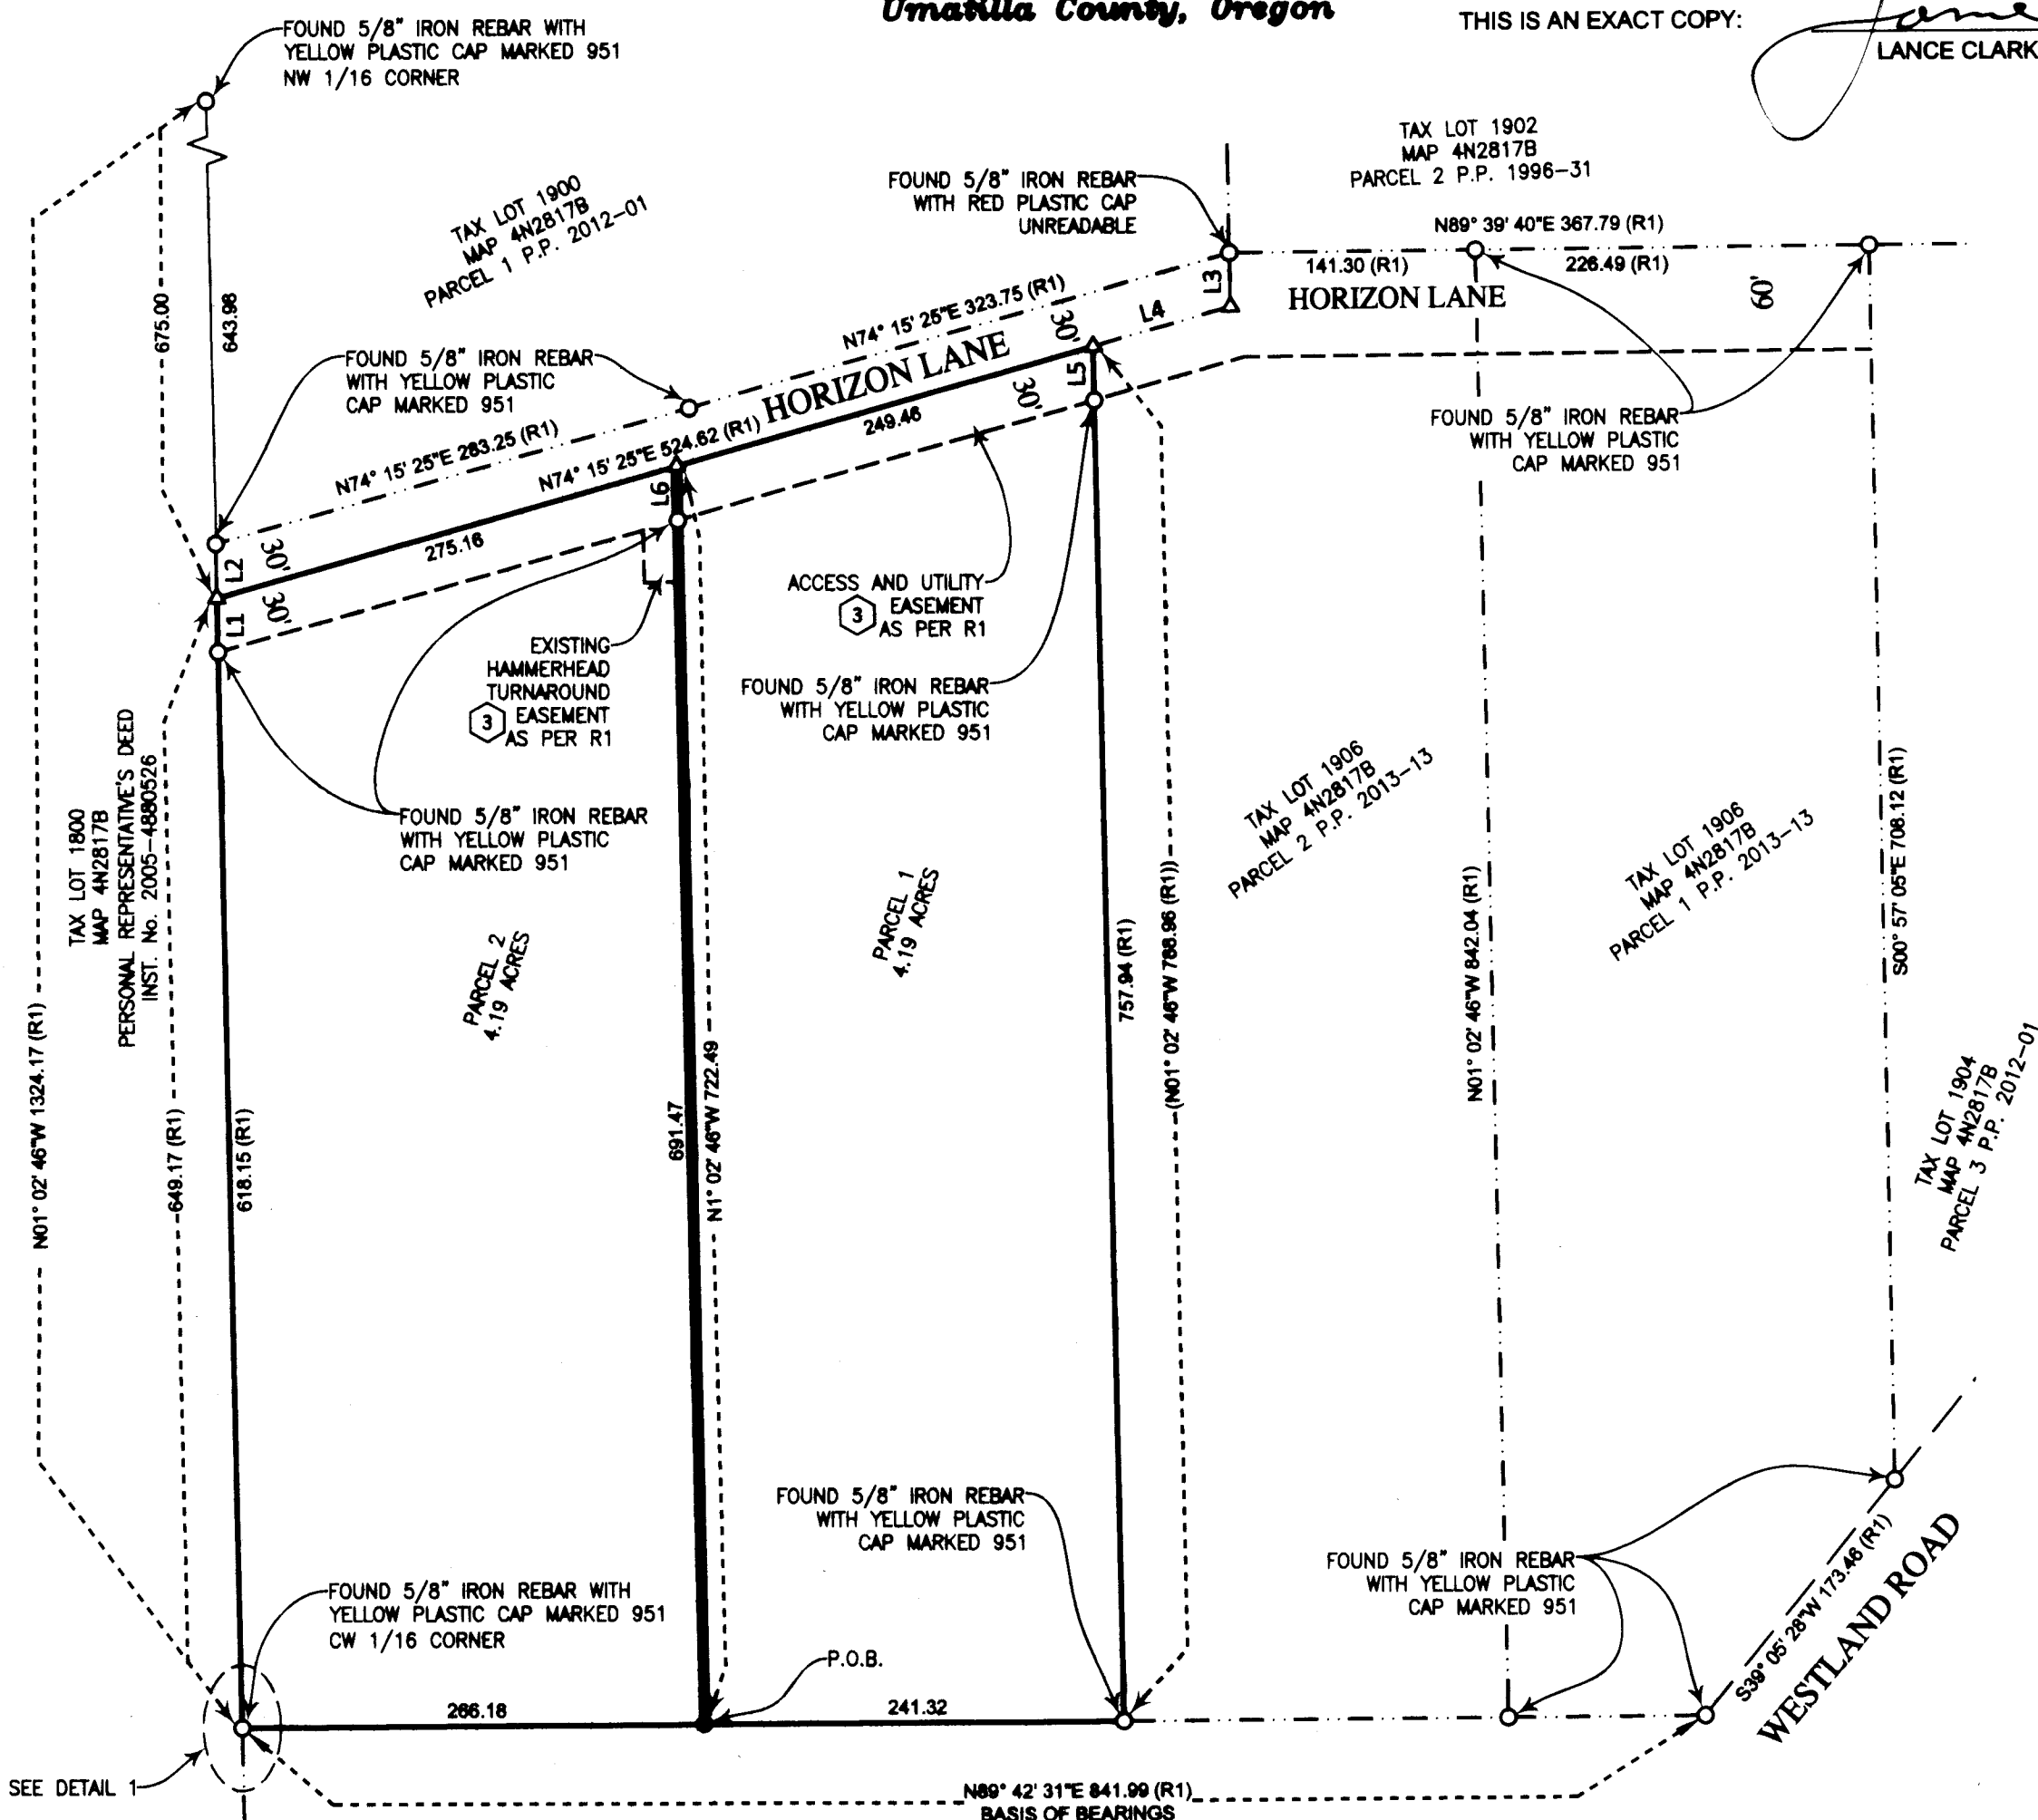 Umatilla County, Oregon
THIS IS AN EXACT COPY:
LANCE CLARK
FOUND 5/8" IRON REBAR WITH
YELLOW PLASTIC CAP MARKED 951
NW 1/16 CORNER
TAX LOT 1902
MAP 4N2817B
PARCEL 2 P.P. 1996-31
TAX LOT 1900
MAP 4N2817B
PARCEL 1 P.P. 2012-01
FOUND 5/8" IRON REBAR
WITH RED PLASTIC CAP
UNREADABLE
N89° 39' 40"E 367.79 (R1)
141.30 (R1)
226.49 (R1)
HORIZON LANE
60'
L3
L4
675.00
643.98
FOUND 5/8" IRON REBAR
WITH YELLOW PLASTIC
CAP MARKED 951
N74° 15' 25"E 323.75 (R1)
30'
HORIZON LANE
30'
L5
249.46
N74° 15' 25"E 283.25 (R1)
N74° 15' 25"E 524.62 (R1)
L6
275.16
FOUND 5/8" IRON REBAR
WITH YELLOW PLASTIC
CAP MARKED 951
L2
30'
L1
30'
ACCESS AND UTILITY
3 EASEMENT
AS PER R1
EXISTING
HAMMERHEAD
TURNAROUND
3 EASEMENT
AS PER R1
FOUND 5/8" IRON REBAR
WITH YELLOW PLASTIC
CAP MARKED 951
FOUND 5/8" IRON REBAR
WITH YELLOW PLASTIC
CAP MARKED 951
TAX LOT 1800
MAP 4N2817B
PERSONAL REPRESENTATIVE'S DEED
INST. No. 2005-4880526
TAX LOT 1906
MAP 4N2817B
PARCEL 2 P.P. 2013-13
TAX LOT 1906
MAP 4N2817B
PARCEL 1 P.P. 2013-13
S00° 57' 05"E 708.12 (R1)
PARCEL 2
4.19 ACRES
PARCEL 1
4.19 ACRES
757.94 (R1)
(N01° 02' 46"W 788.96 (R1))
N01° 02' 46"W 842.04 (R1)
TAX LOT 1904
MAP 4N2817B
PARCEL 3 P.P. 2012-01
N01° 02' 46"W 1324.17 (R1)
649.17 (R1)
618.15 (R1)
691.47
N1° 02' 46"W 722.49
FOUND 5/8" IRON REBAR
WITH YELLOW PLASTIC
CAP MARKED 951
FOUND 5/8" IRON REBAR
WITH YELLOW PLASTIC
CAP MARKED 951
S39° 05' 28"W 173.46 (R1)
WESTLAND ROAD
FOUND 5/8" IRON REBAR WITH
YELLOW PLASTIC CAP MARKED 951
CW 1/16 CORNER
P.O.B.
266.18
241.32
SEE DETAIL 1
N89° 42' 31"E 841.99 (R1)
BASIS OF BEARINGS